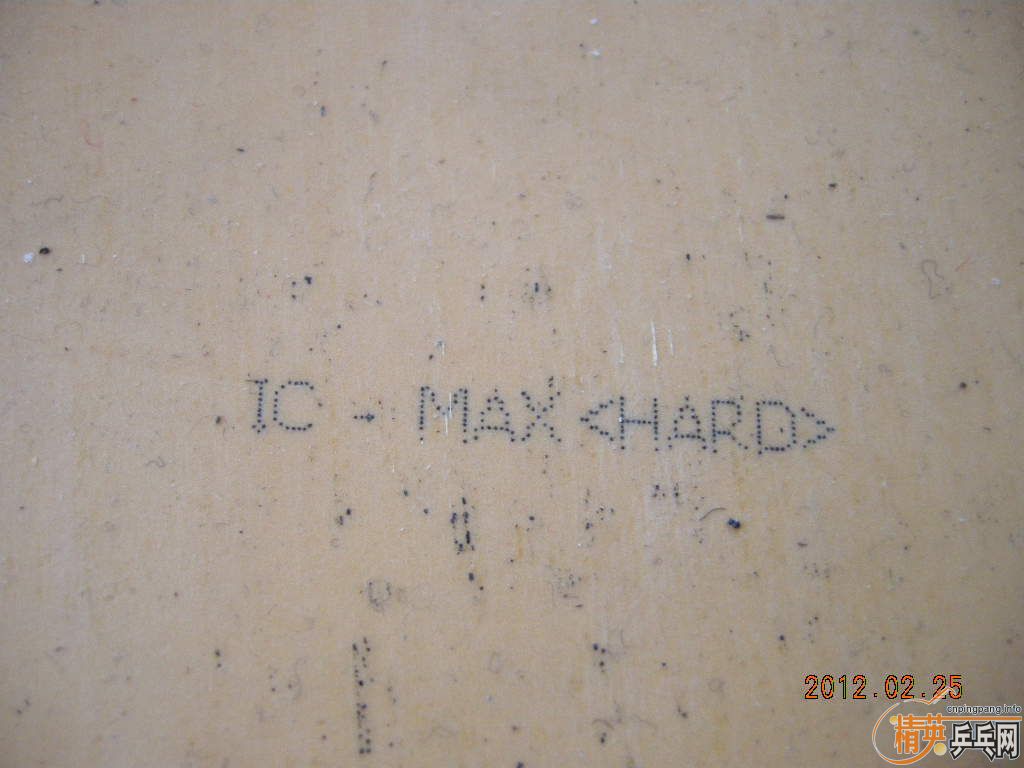 IC - MAX <HARD>
2012.02.25
cnpingpang.info
精英乒乓网